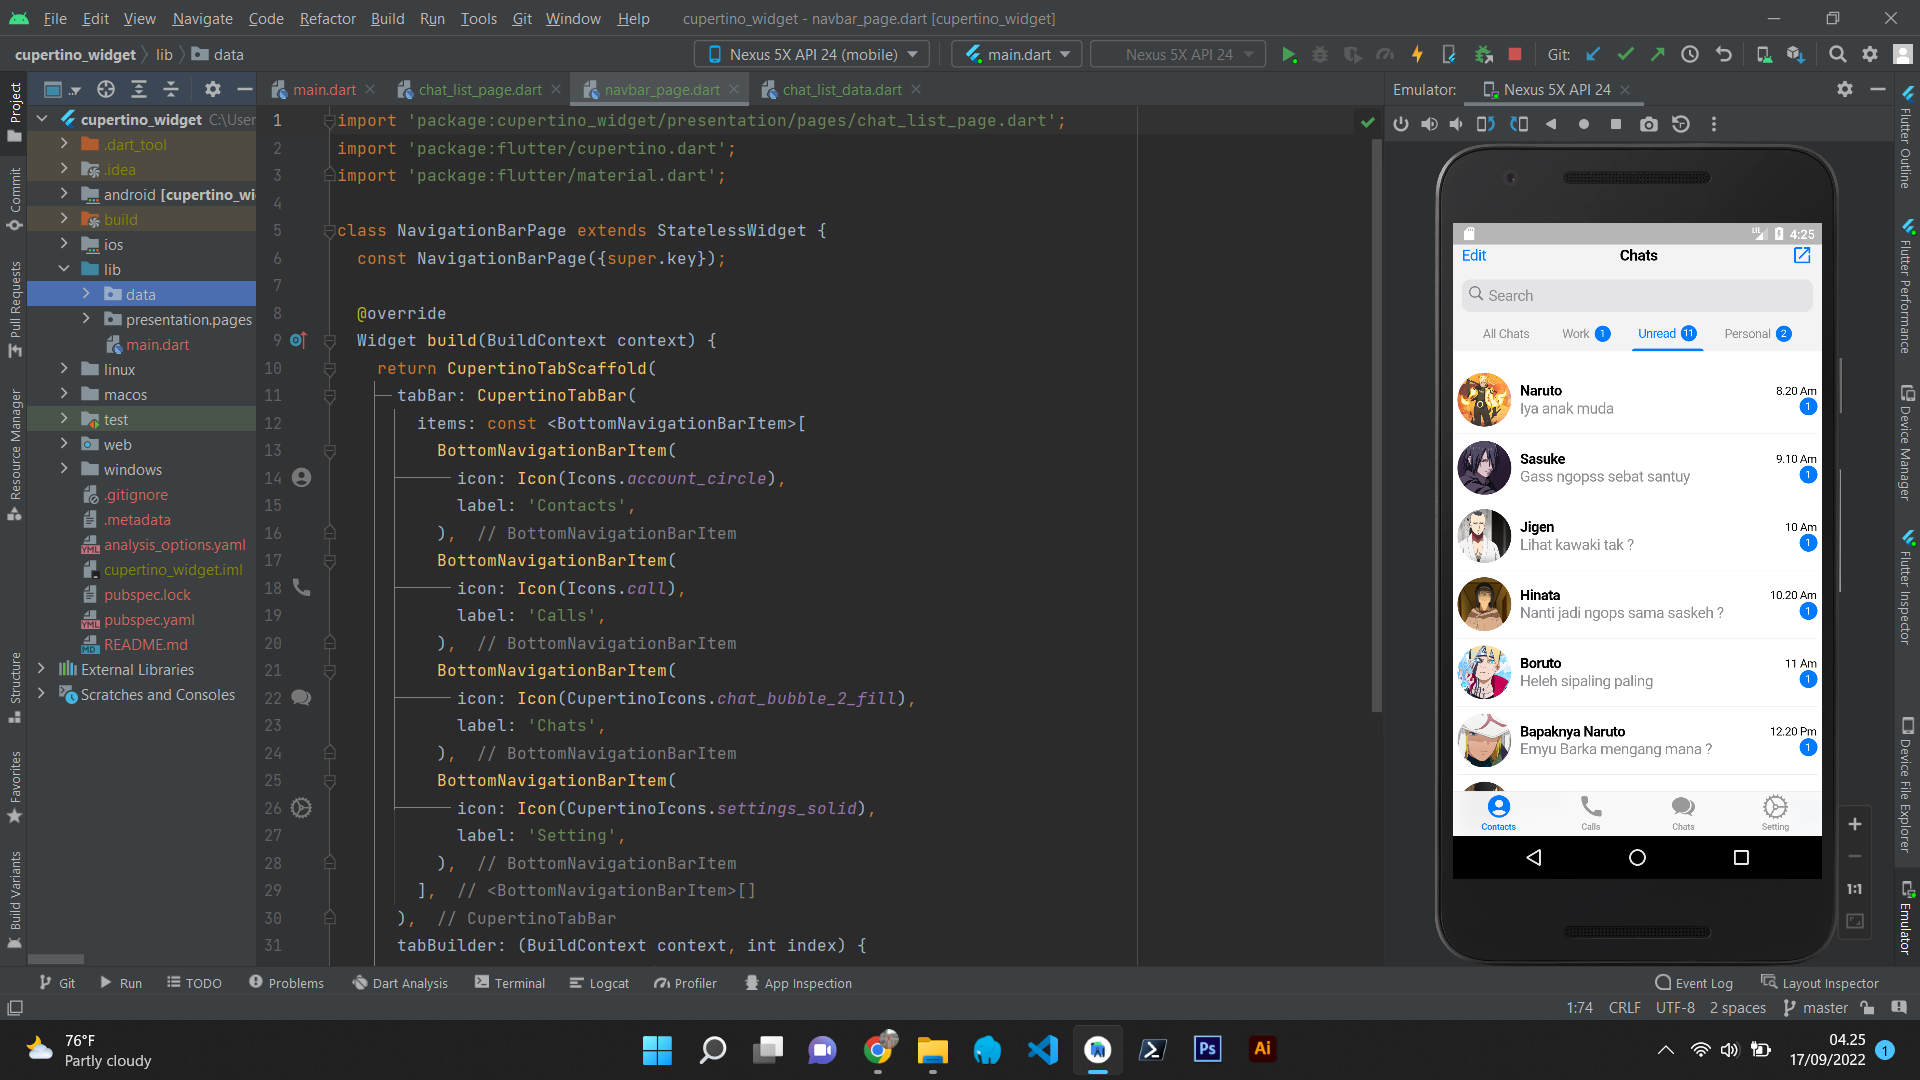 File Edit View Navigate Code Refactor Build Run Tools Git Window Help cupertino_widget - navbar_page.dart [cupertino_widget]
cupertino_widget lib data Nexus 5X API 24 (mobile) main.dart Nexus 5X API 24 Git:
main.dart chat_list_page.dart navbar_page.dart chat_list_data.dart
Emulator: Nexus 5X API 24
Project
Commit
Pull Requests
Resource Manager
Structure
Favorites
Build Variants
cupertino_widget C:\User
.dart_tool
.idea
android [cupertino_wi
build
ios
lib
data
presentation.pages
main.dart
linux
macos
test
web
windows
.gitignore
.metadata
analysis_options.yaml
cupertino_widget.iml
pubspec.lock
pubspec.yaml
README.md
External Libraries
Scratches and Consoles
1 import 'package:cupertino_widget/presentation/pages/chat_list_page.dart';
2 import 'package:flutter/cupertino.dart';
3 import 'package:flutter/material.dart';
4
5 class NavigationBarPage extends StatelessWidget {
6 const NavigationBarPage({super.key});
7
8 @override
9 Widget build(BuildContext context) {
10 return CupertinoTabScaffold(
11 tabBar: CupertinoTabBar(
12 items: const <BottomNavigationBarItem>[
13 BottomNavigationBarItem(
14 icon: Icon(Icons.account_circle),
15 label: 'Contacts',
16 ), // BottomNavigationBarItem
17 BottomNavigationBarItem(
18 icon: Icon(Icons.call),
19 label: 'Calls',
20 ), // BottomNavigationBarItem
21 BottomNavigationBarItem(
22 icon: Icon(CupertinoIcons.chat_bubble_2_fill),
23 label: 'Chats',
24 ), // BottomNavigationBarItem
25 BottomNavigationBarItem(
26 icon: Icon(CupertinoIcons.settings_solid),
27 label: 'Setting',
28 ), // BottomNavigationBarItem
29 ], // <BottomNavigationBarItem>[]
30 ), // CupertinoTabBar
31 tabBuilder: (BuildContext context, int index) {
LTE 4:25
Edit Chats
Search
All Chats Work 1 Unread 11 Personal 2
Naruto 8.20 Am
Iya anak muda 1
Sasuke 9.10 Am
Gass ngopss sebat santuy 1
Jigen 10 Am
Lihat kawaki tak ? 1
Hinata 10.20 Am
Nanti jadi ngops sama saskeh ? 1
Boruto 11 Am
Heleh sipaling paling 1
Bapaknya Naruto 12.20 Pm
Emyu Barka mengang mana ? 1
Contacts Calls Chats Setting
1:1
Flutter Outline
Flutter Performance
Device Manager
Flutter Inspector
Device File Explorer
Emulator
Git Run TODO Problems Dart Analysis Terminal Logcat Profiler App Inspection Event Log Layout Inspector
1:74 CRLF UTF-8 2 spaces master
76°F
Partly cloudy
Ps Ai
04.25
17/09/2022 1